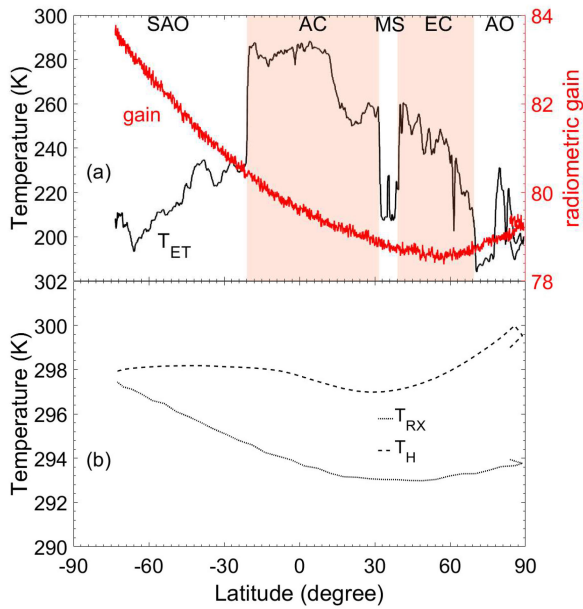 SAO AC MS EC AO
320
300
280
260
240
220
200
302
Temperature (K)
gain
(a)
T_ET
84
82
80
78
radiometric gain
300
298
296
294
292
290
Temperature (K)
T_RX
T_H
(b)
-90 -60 -30 0 30 60 90
Latitude (degree)